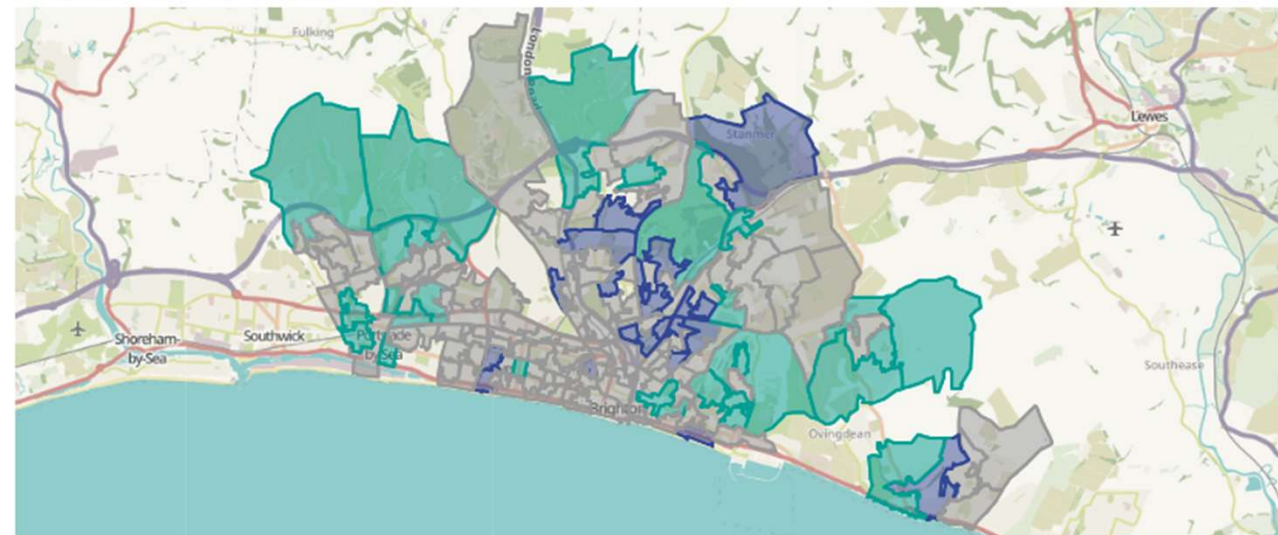 Fulking
London Road
Lewes
Stanmer
Shoreham-
by-Sea
Southwick
Portslade
by-Sea
Southease
Brighton
Ovingdean